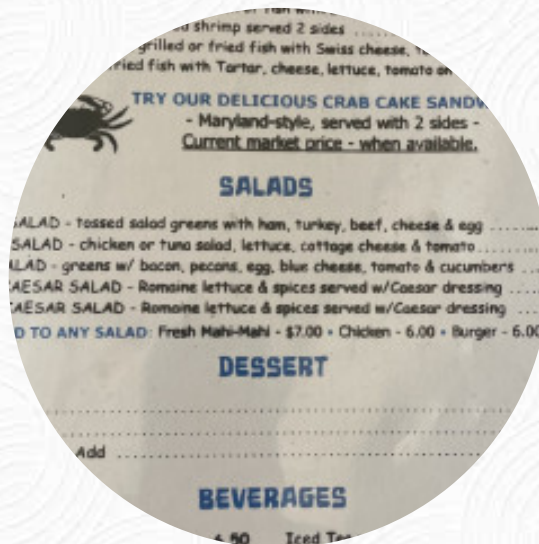 shrimp served 2 sides
grilled or fried fish with Swiss cheese,
fried fish with Tartar, cheese, lettuce, tomato on
TRY OUR DELICIOUS CRAB CAKE
- Maryland-style, served with 2 sides -
Current market price - when available.
SALADS
SALAD - tossed salad greens with ham, turkey, beef, cheese & egg ........
SALAD - chicken or tuna salad, lettuce, cottage cheese & tomato........
SALAD - greens w/ bacon, pecans, egg, blue cheese, tomato & cucumbers ...
CAESAR SALAD - Romaine lettuce & spices served w/Caesar dressing ....
CAESAR SALAD - Romaine lettuce & spices served w/Caesar dressing ....
TO ANY SALAD: Fresh Mahi-Mahi - $7.00 • Chicken - 6.00 • Burger - 6.00
DESSERT
Add ........
BEVERAGES
Iced Tea